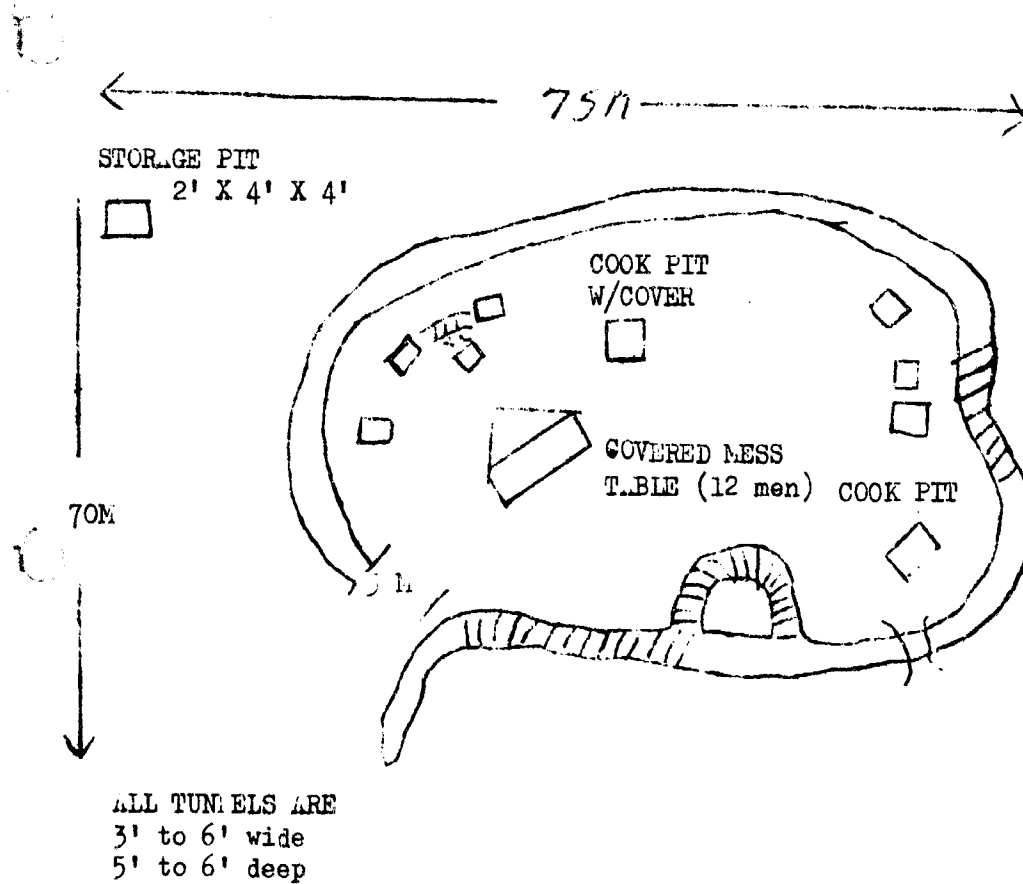 75M
STORAGE PIT
2' X 4' X 4'
COOK PIT
W/COVER
COVERED MESS
TABLE (12 men)
COOK PIT
70M
3 M
ALL TUNNELS ARE
3' to 6' wide
5' to 6' deep